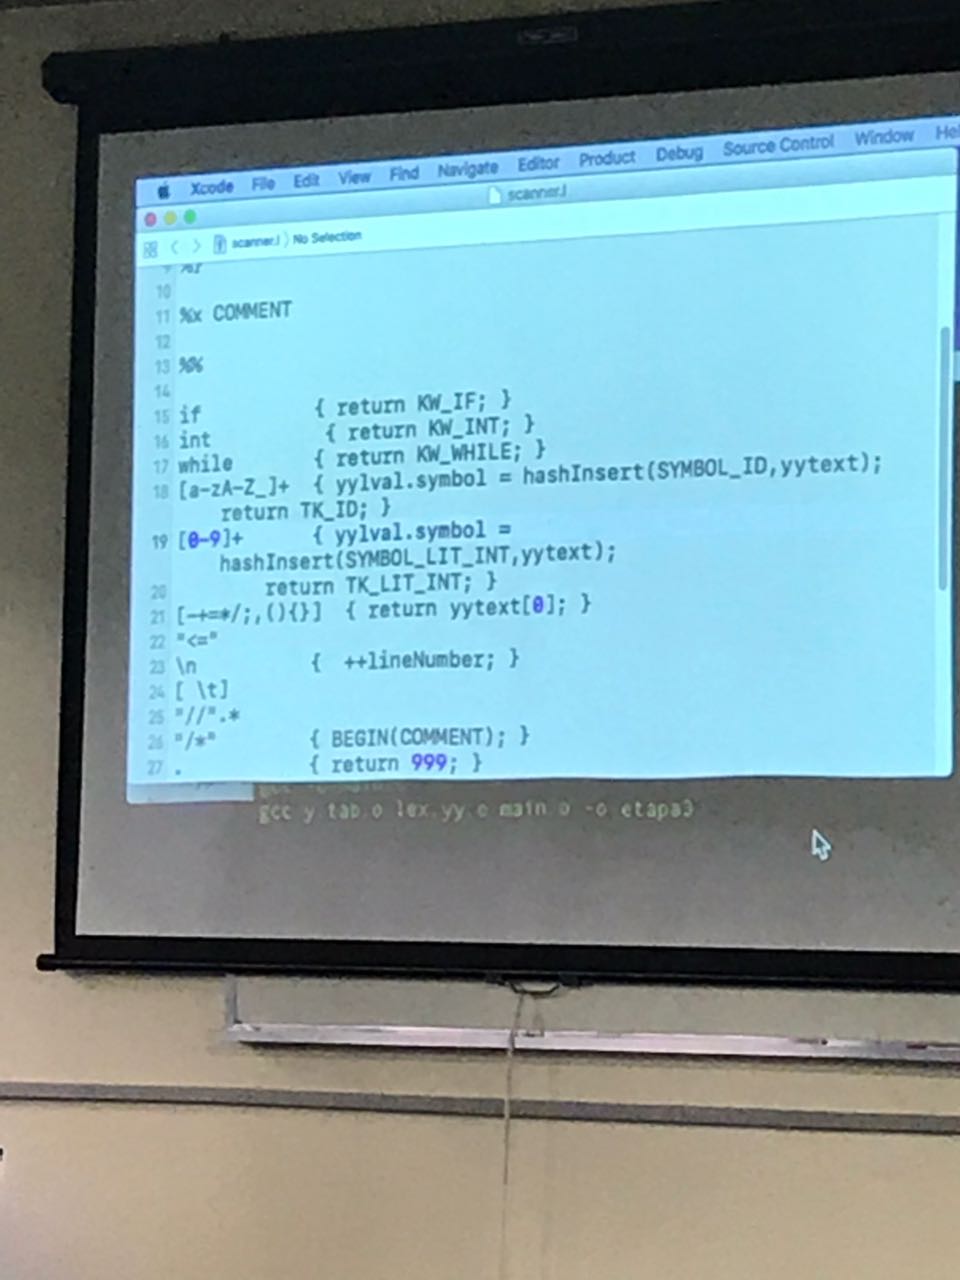 Xcode File Edit View Find Navigate Editor Product Debug Source Control Window Hel
scanner.l
scanner.l 〉 No Selection
10
11 %x COMMENT
12
13 %%
14
15 if { return KW_IF; }
16 int { return KW_INT; }
17 while { return KW_WHILE; }
18 [a-zA-Z_]+ { yylval.symbol = hashInsert(SYMBOL_ID,yytext);
return TK_ID; }
19 [0-9]+ { yylval.symbol =
hashInsert(SYMBOL_LIT_INT,yytext);
20 return TK_LIT_INT; }
21 [-+=*/;,(){}] { return yytext[0]; }
22 "<="
23 \n { ++lineNumber; }
24 [ \t]
25 "//".*
26 "/*" { BEGIN(COMMENT); }
27 . { return 999; }
gcc y.tab.o lex.yy.o main.o -o etapa3